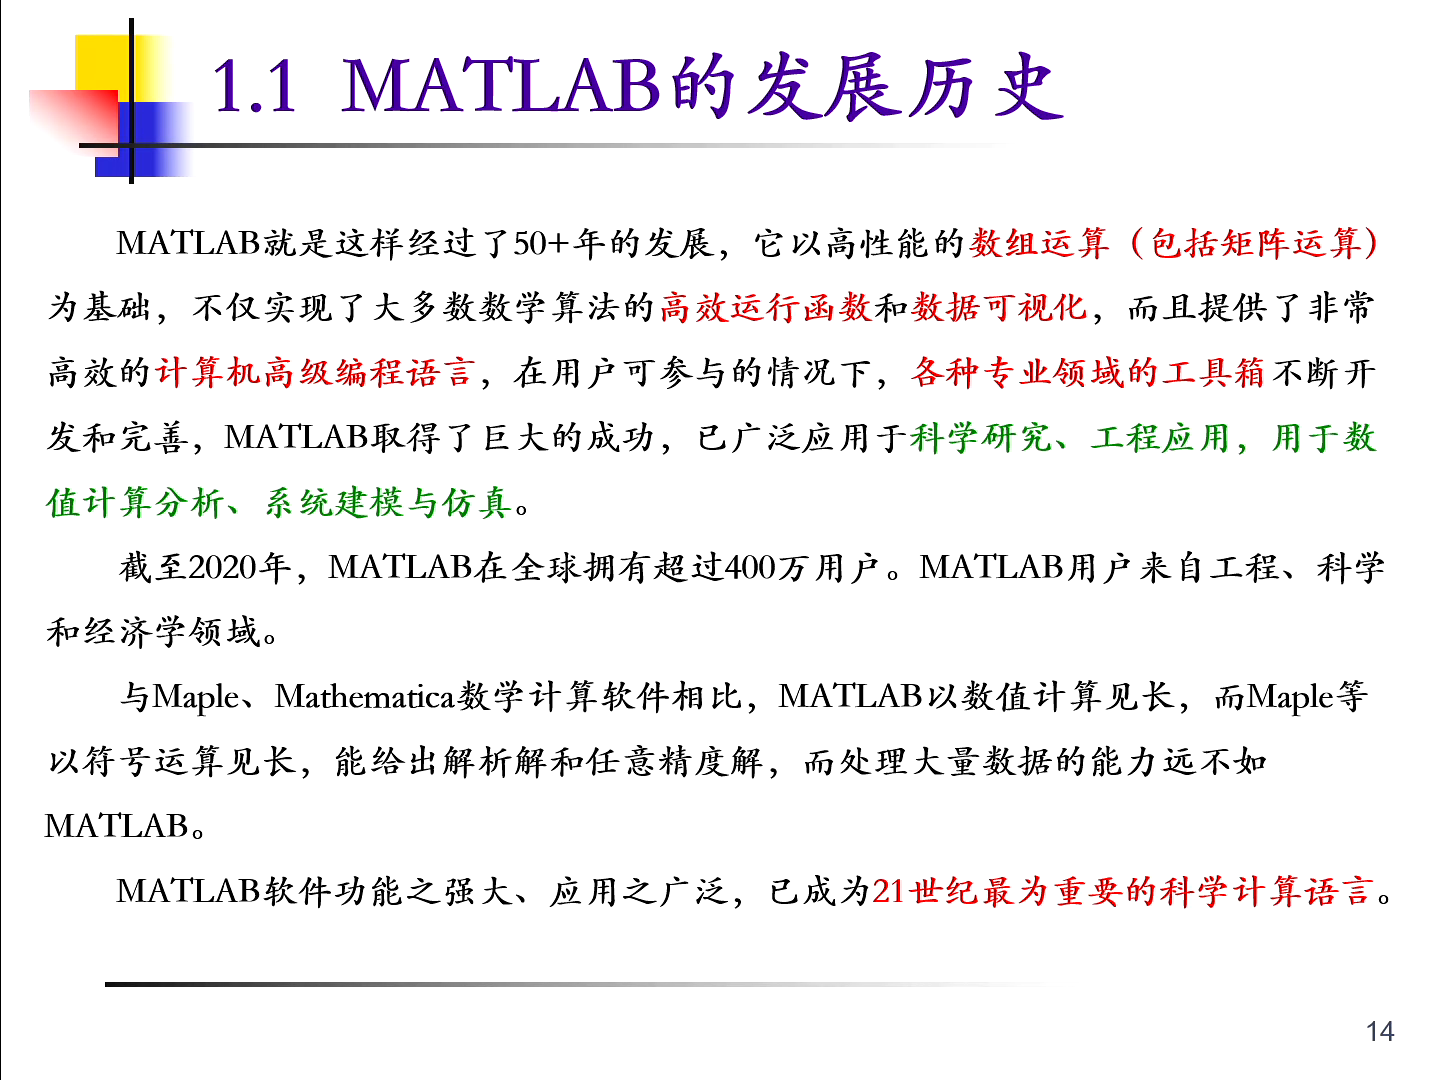 1.1 MATLAB的发展历史
MATLAB就是这样经过了50+年的发展，它以高性能的数组运算（包括矩阵运算）
为基础，不仅实现了大多数数学算法的高效运行函数和数据可视化，而且提供了非常
高效的计算机高级编程语言，在用户可参与的情况下，各种专业领域的工具箱不断开
发和完善，MATLAB取得了巨大的成功，已广泛应用于科学研究、工程应用，用于数
值计算分析、系统建模与仿真。
截至2020年，MATLAB在全球拥有超过400万用户。MATLAB用户来自工程、科学
和经济学领域。
与Maple、Mathematica数学计算软件相比，MATLAB以数值计算见长，而Maple等
以符号运算见长，能给出解析解和任意精度解，而处理大量数据的能力远不如
MATLAB。
MATLAB软件功能之强大、应用之广泛，已成为21世纪最为重要的科学计算语言。
14